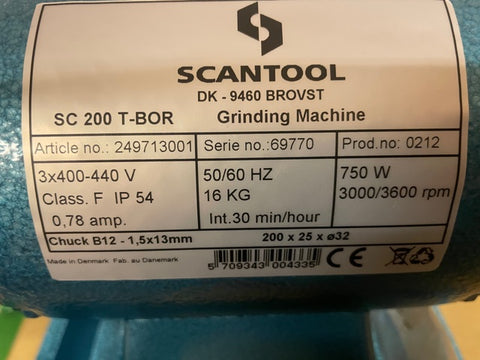 SCANTOOL
DK - 9460 BROVST
SC 200 T-BOR Grinding Machine
Article no.: 249713001 Serie no.:69770 Prod.no: 0212
3x400-440 V 50/60 HZ 750 W
Class. F IP 54 16 KG 3000/3600 rpm
0,78 amp. Int.30 min/hour
Chuck B12 - 1,5x13mm 200 x 25 x ø32
Made in Denmark Fab. au Danemark
5 709343 004335 CE